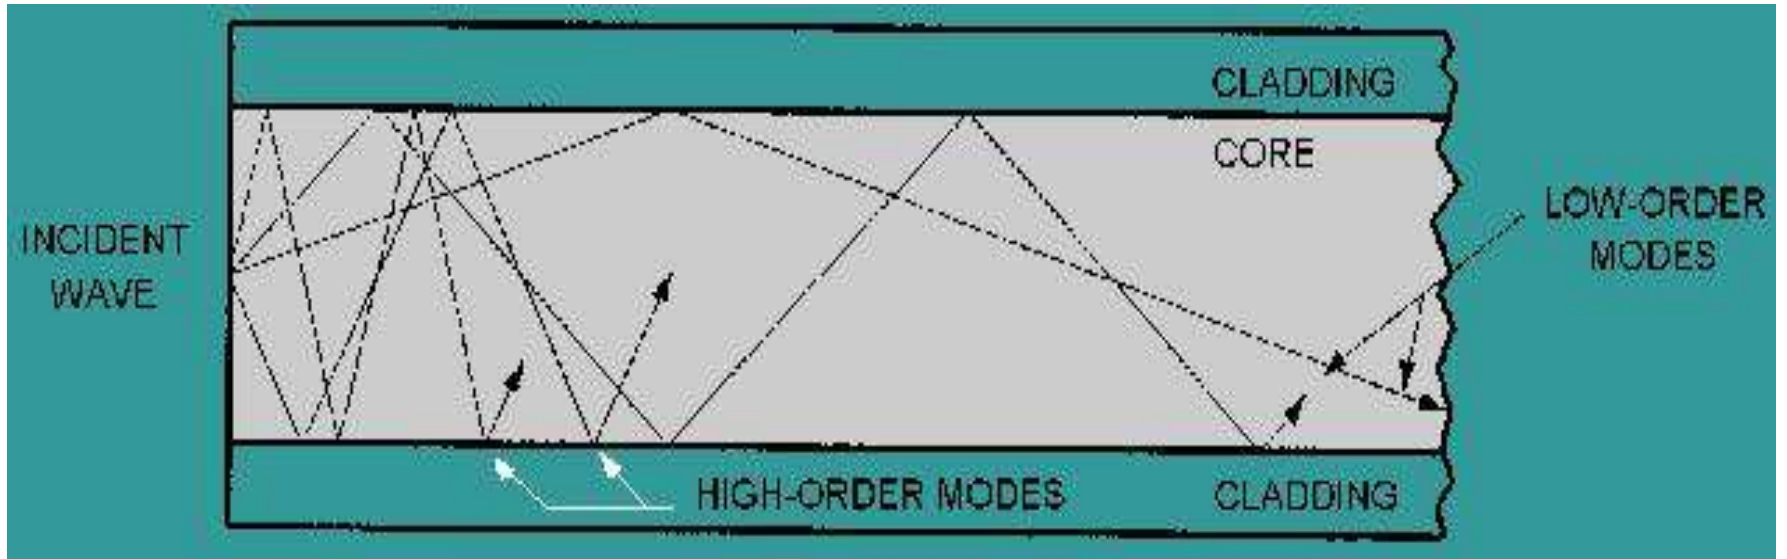 CLADDING
CORE
INCIDENT
WAVE
LOW-ORDER
MODES
HIGH-ORDER MODES
CLADDING